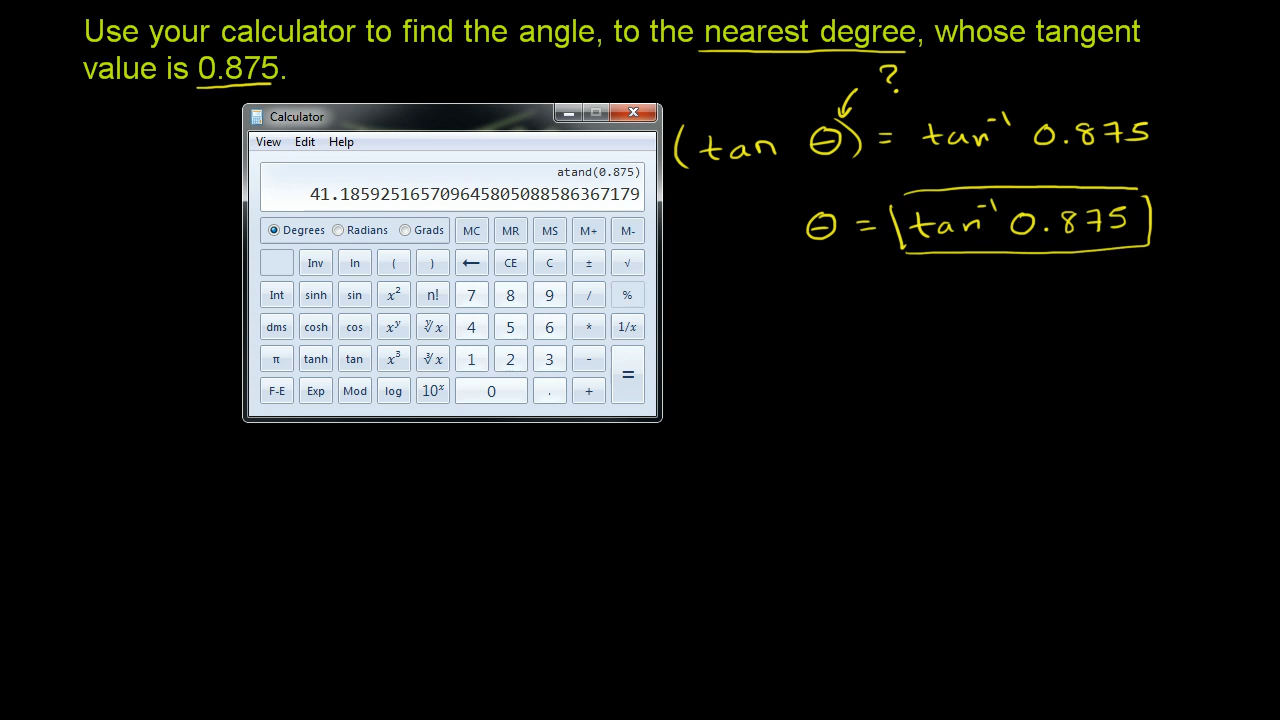 Use your calculator to find the angle, to the nearest degree, whose tangent
value is 0.875.
?
(tan θ) = tan⁻¹ 0.875
θ = tan⁻¹ 0.875
Calculator
View Edit Help
atand(0.875)
41.185925165709645805088586367179
Degrees Radians Grads MC MR MS M+ M-
Inv ln ( ) ← CE C ± √
Int sinh sin x² n! 7 8 9 / %
dms cosh cos xʸ ʸ√x 4 5 6 * 1/x
π tanh tan x³ ³√x 1 2 3 - =
F-E Exp Mod log 10ˣ 0 . +